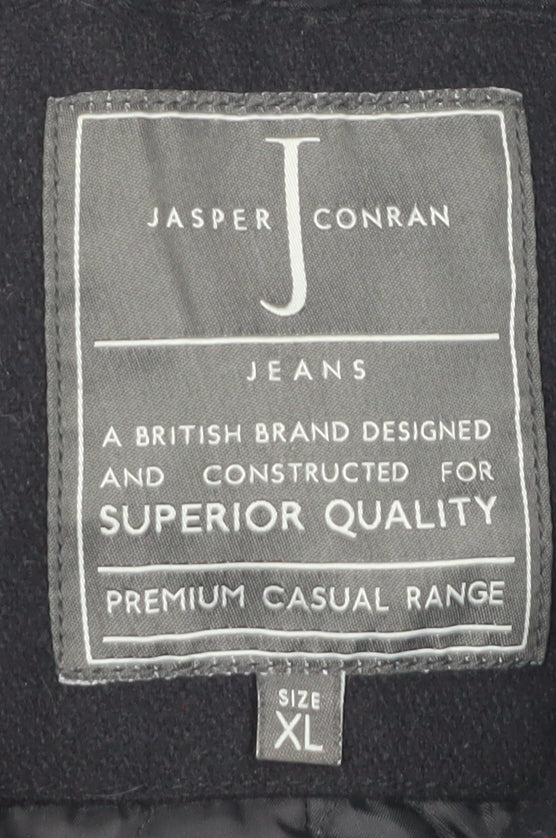 J
JASPER CONRAN
JEANS
A BRITISH BRAND DESIGNED
AND CONSTRUCTED FOR
SUPERIOR QUALITY
PREMIUM CASUAL RANGE
SIZE
XL